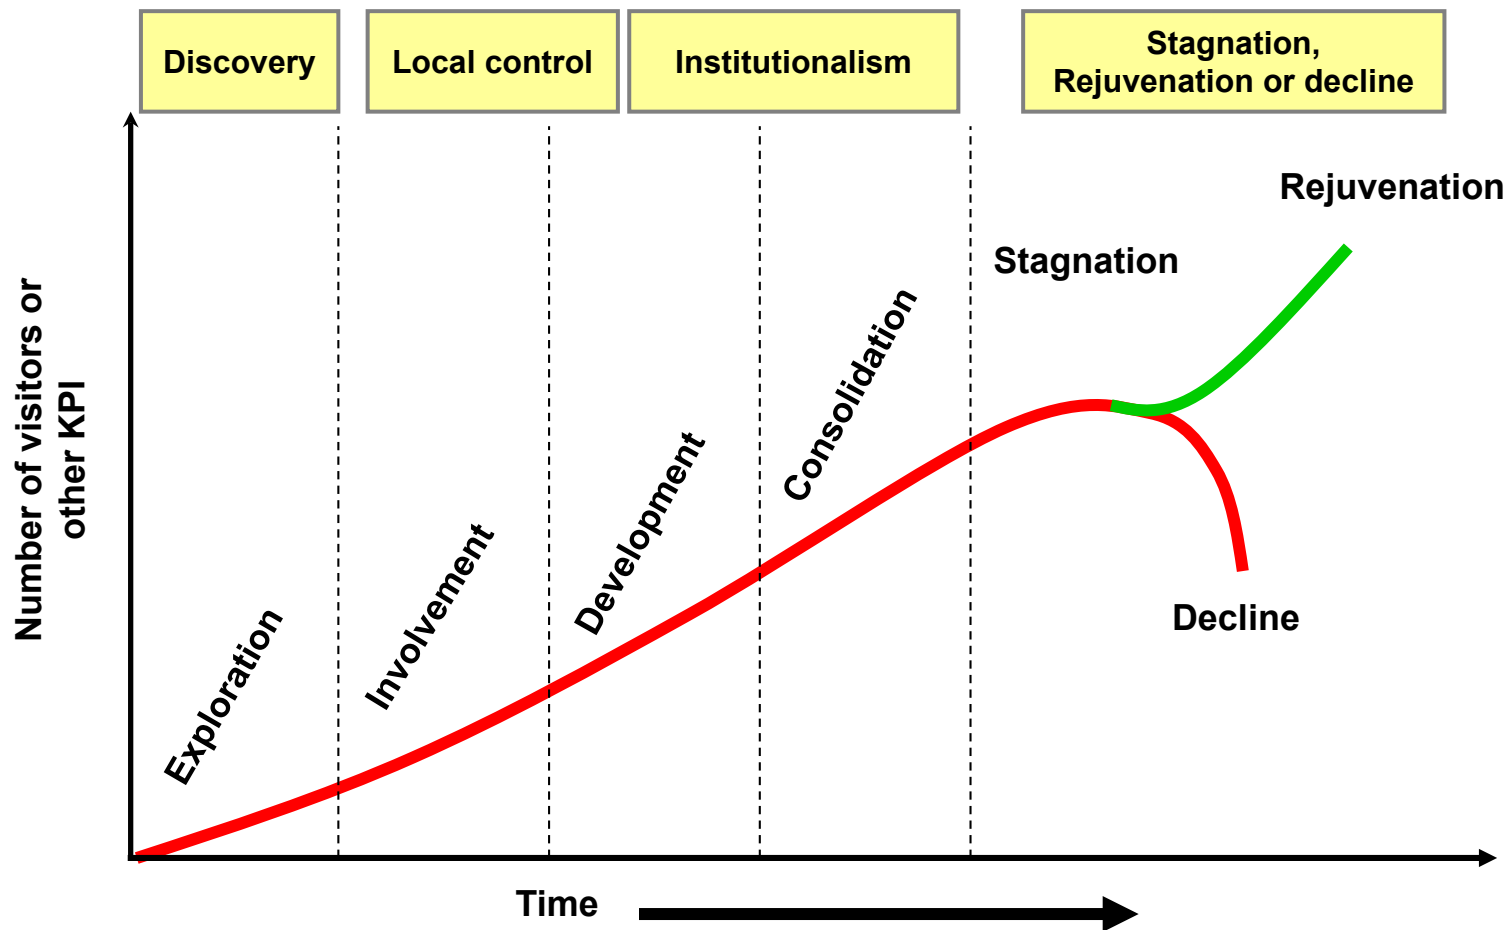 Discovery
Local control
Institutionalism
Stagnation,
Rejuvenation or decline
Rejuvenation
Stagnation
Number of visitors or
other KPI
Exploration
Involvement
Development
Consolidation
Decline
Time